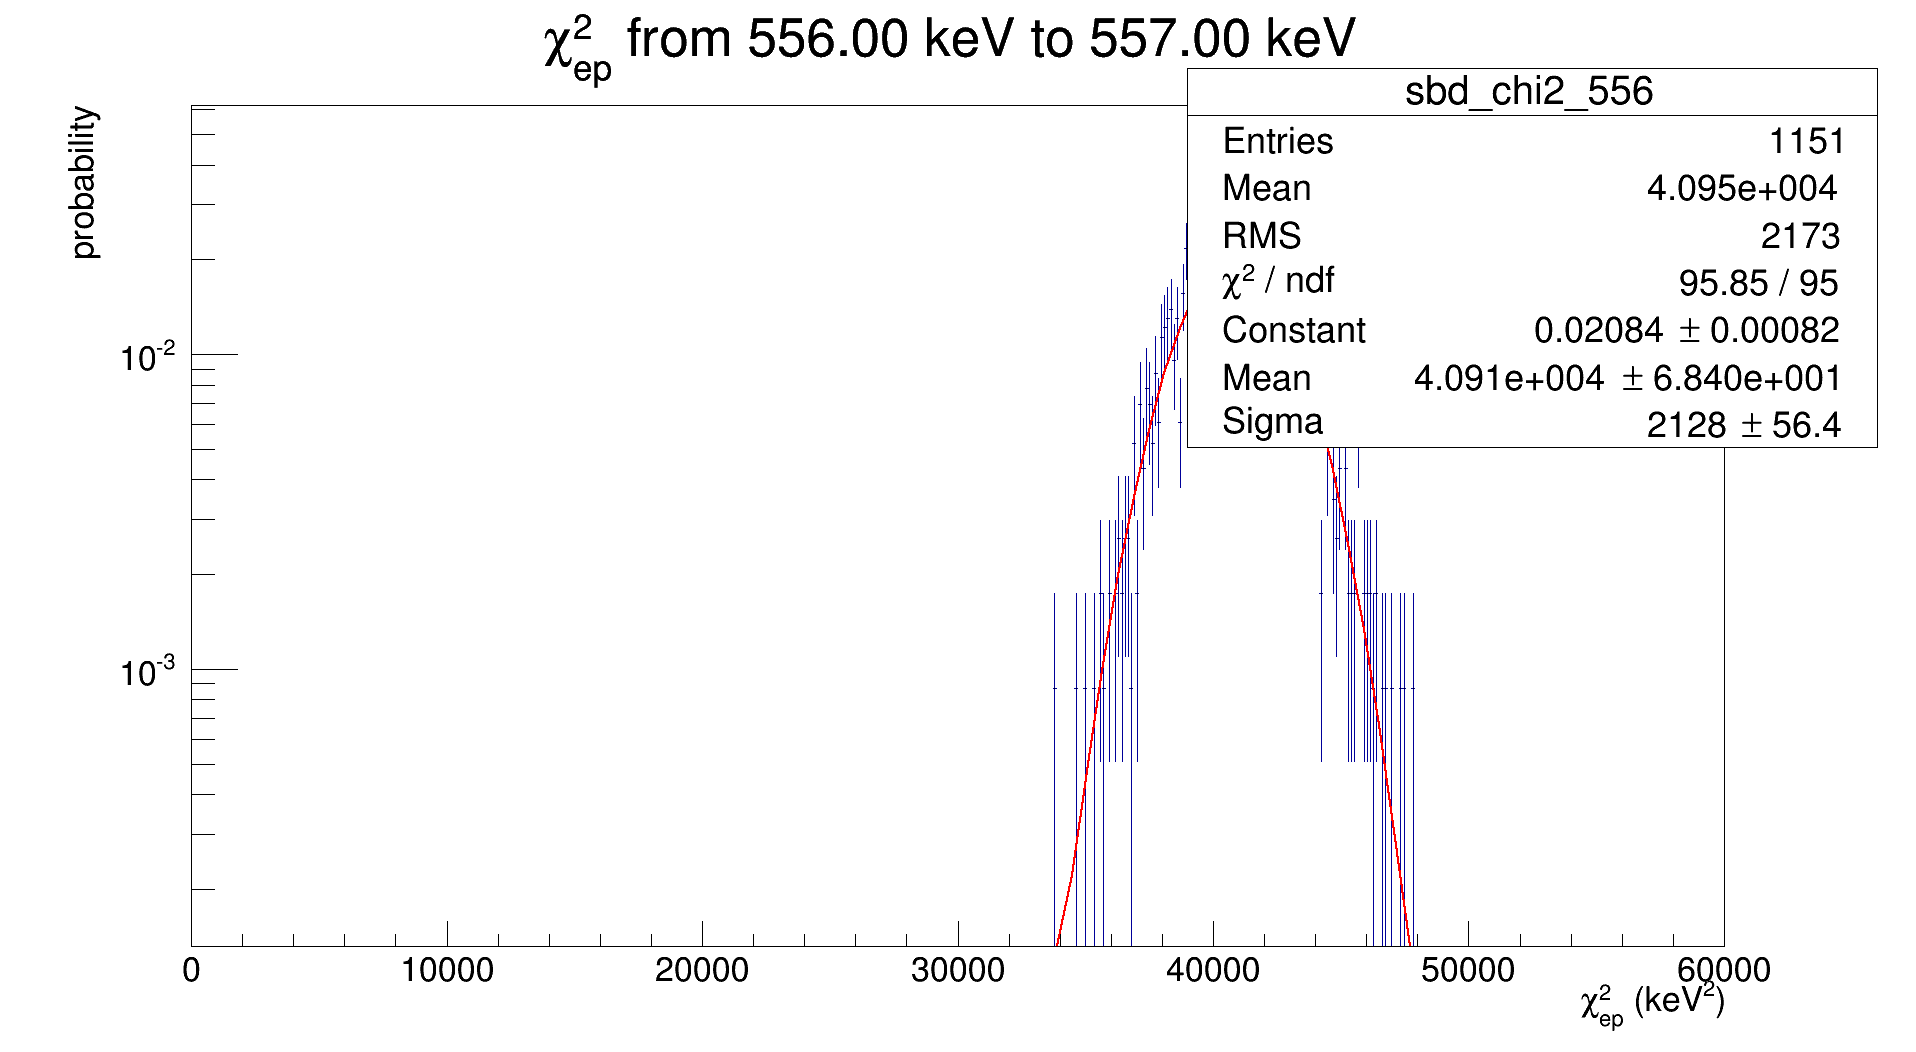 χ²ep from 556.00 keV to 557.00 keV
sbd_chi2_556
Entries 1151
Mean 4.095e+004
RMS 2173
χ² / ndf 95.85 / 95
Constant 0.02084 ± 0.00082
Mean 4.091e+004 ± 6.840e+001
Sigma 2128 ± 56.4
probability
10⁻²
10⁻³
0 10000 20000 30000 40000 50000 60000
χ²ep (keV²)